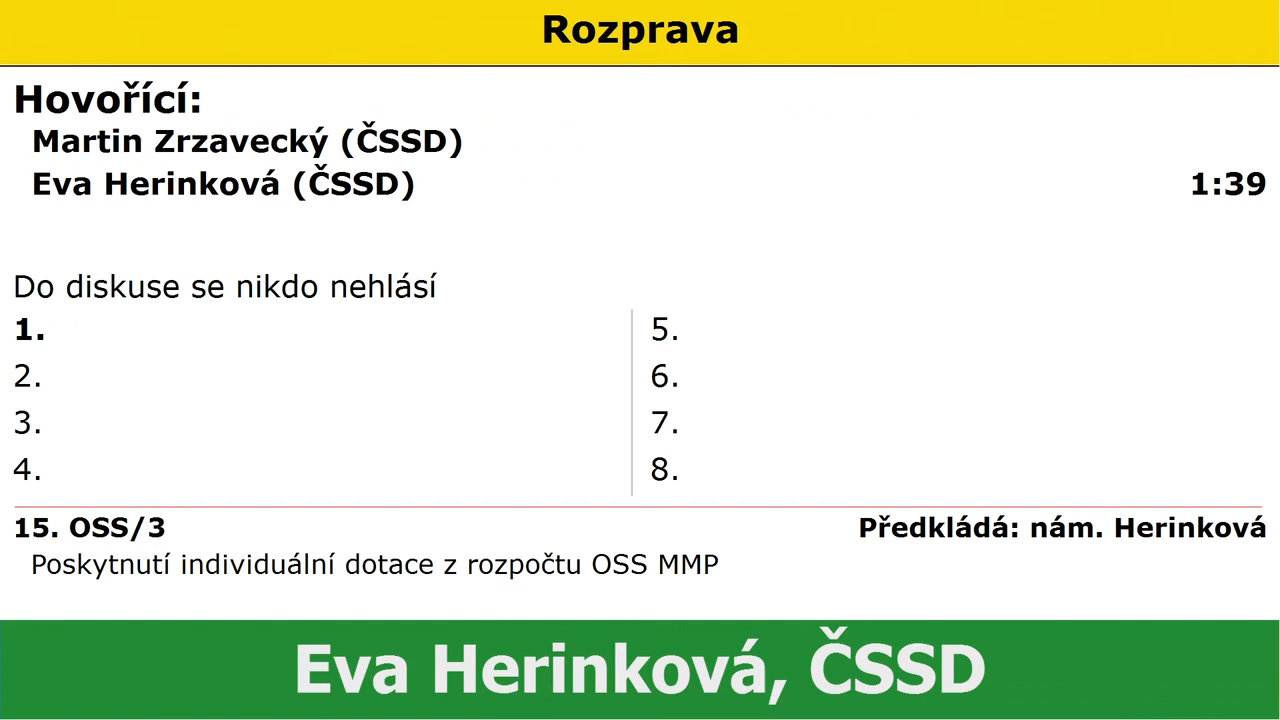 Rozprava
Hovořící:
Martin Zrzavecký (ČSSD)
Eva Herinková (ČSSD) 1:39
Do diskuse se nikdo nehlásí
1.
2.
3.
4.
5.
6.
7.
8.
15. OSS/3 Předkládá: nám. Herinková
Poskytnutí individuální dotace z rozpočtu OSS MMP
Eva Herinková, ČSSD